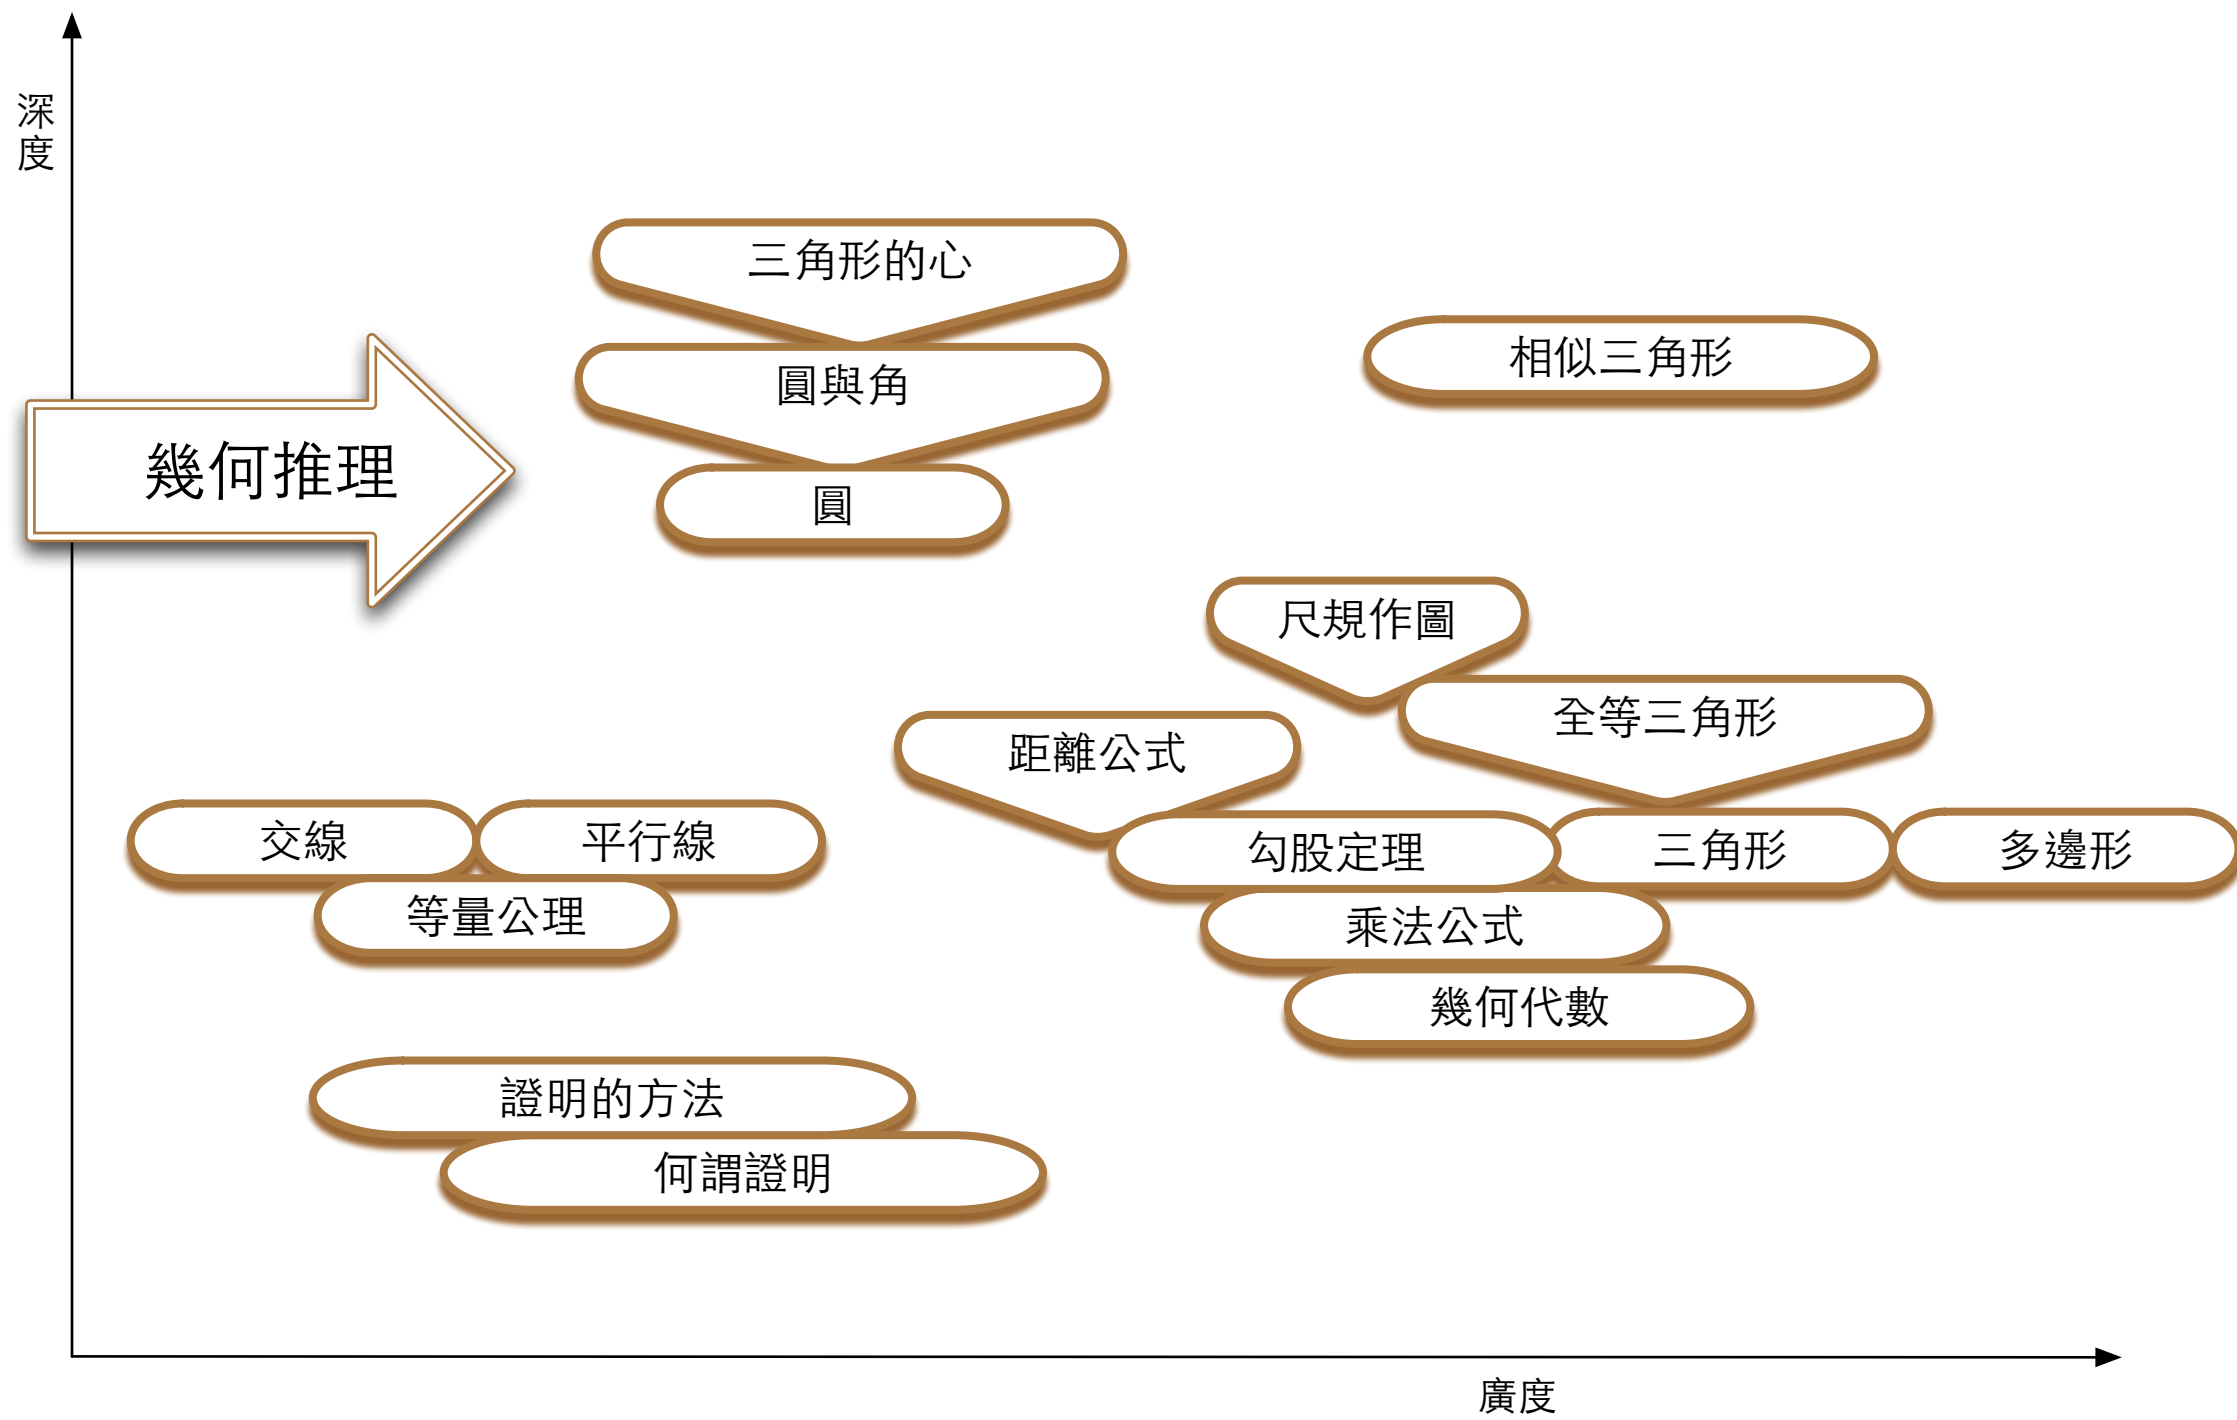 深度
三角形的心
相似三角形
圓與角
幾何推理
圓
尺規作圖
全等三角形
距離公式
交線
平行線
勾股定理
三角形
多邊形
等量公理
乘法公式
幾何代數
證明的方法
何謂證明
廣度